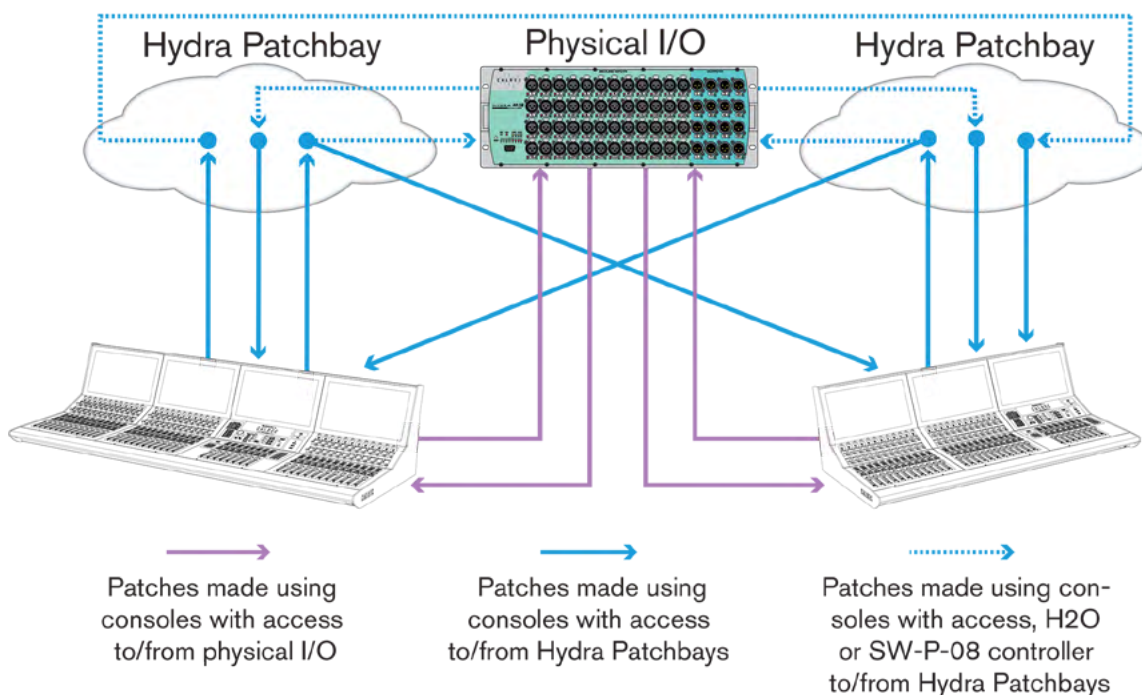 Hydra Patchbay
Physical I/O
Hydra Patchbay
Patches made using
consoles with access
to/from physical I/O
Patches made using
consoles with access
to/from Hydra Patchbays
Patches made using con-
soles with access, H2O
or SW-P-08 controller
to/from Hydra Patchbays